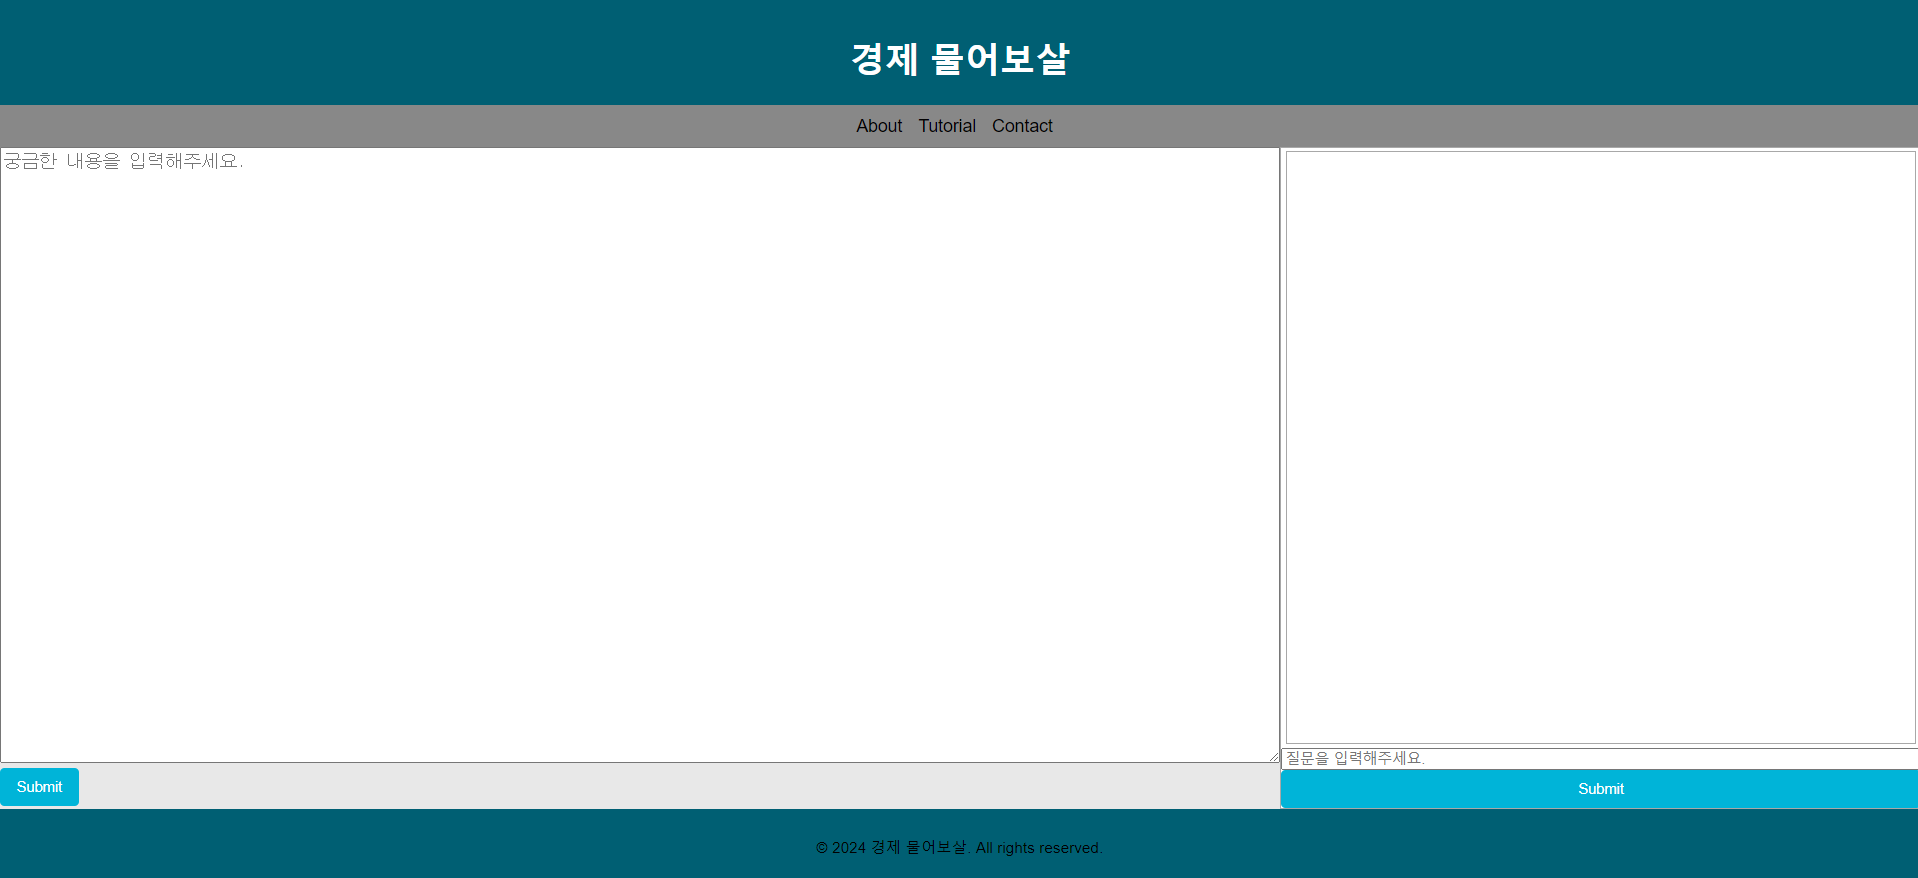 경제 물어보살
About Tutorial Contact
궁금한 내용을 입력해주세요.
Submit
질문을 입력해주세요.
Submit
© 2024 경제 물어보살. All rights reserved.